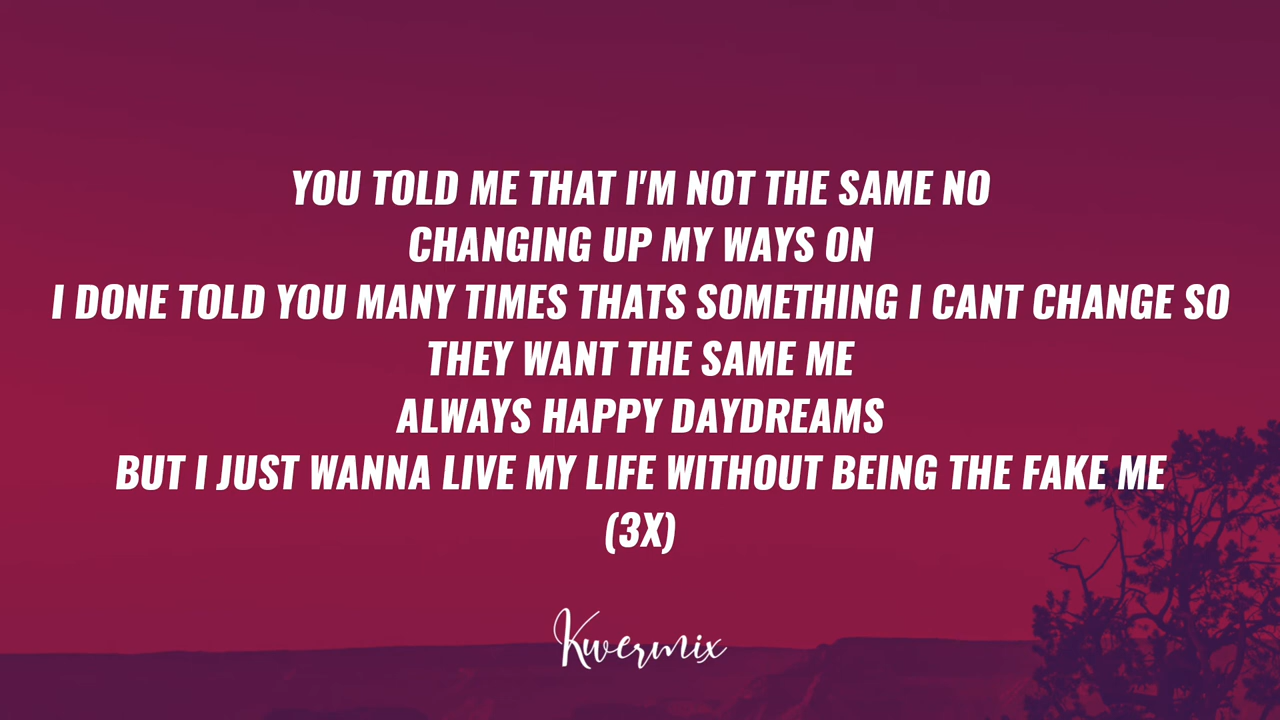 YOU TOLD ME THAT I'M NOT THE SAME NO
CHANGING UP MY WAYS ON
I DONE TOLD YOU MANY TIMES THATS SOMETHING I CANT CHANGE SO
THEY WANT THE SAME ME
ALWAYS HAPPY DAYDREAMS
BUT I JUST WANNA LIVE MY LIFE WITHOUT BEING THE FAKE ME
(3X)
Kwermix